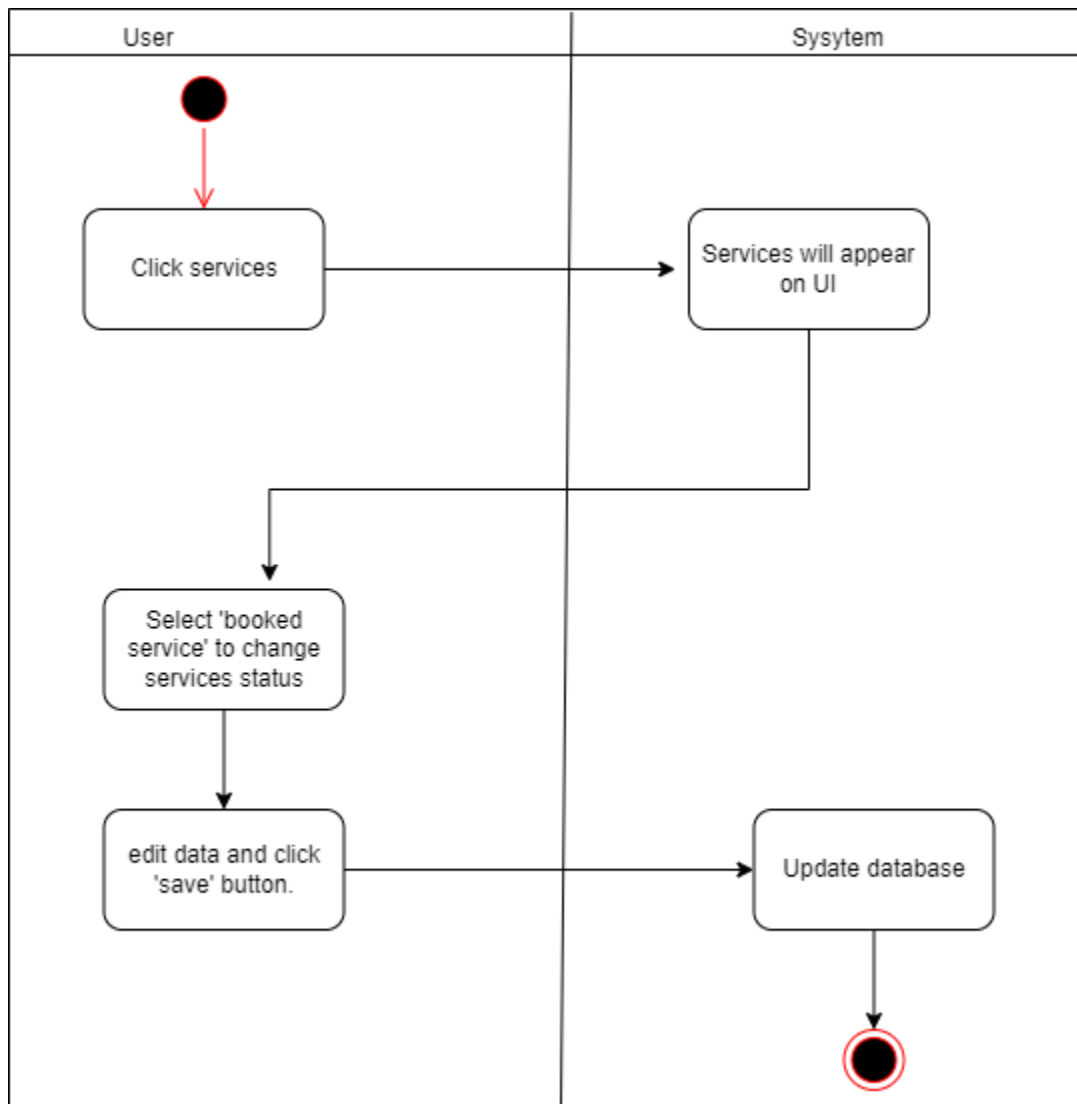 User
Sysytem
Click services
Services will appear
on UI
Select 'booked
service' to change
services status
edit data and click
'save' button.
Update database